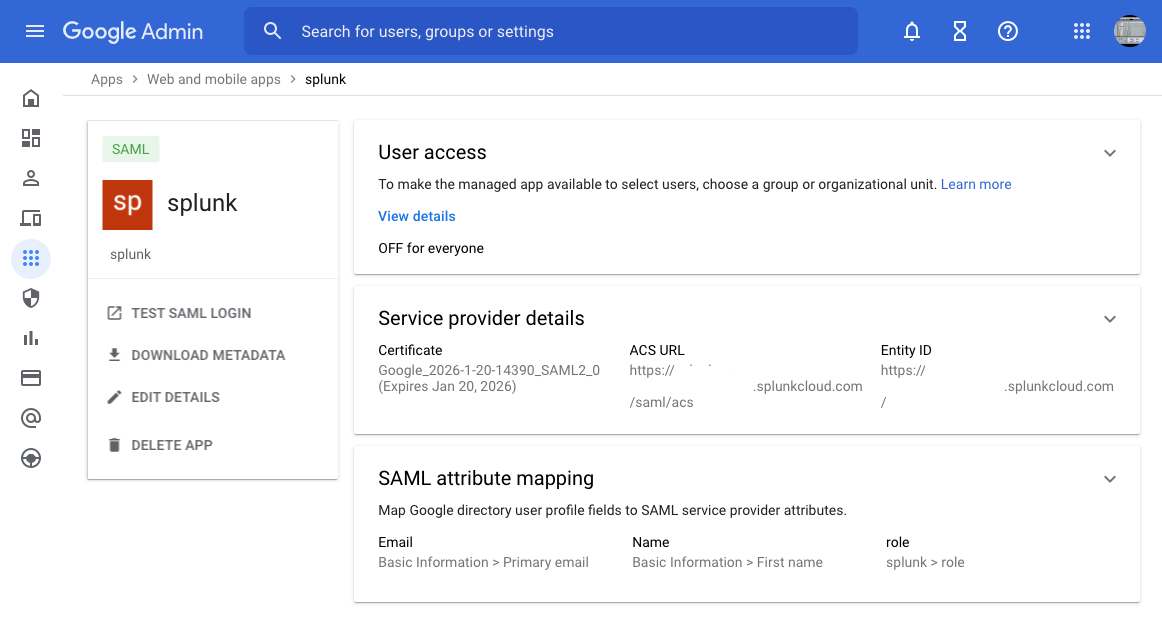 Google Admin
Search for users, groups or settings
Apps > Web and mobile apps > splunk
SAML
sp
splunk
splunk
TEST SAML LOGIN
DOWNLOAD METADATA
EDIT DETAILS
DELETE APP
User access
To make the managed app available to select users, choose a group or organizational unit. Learn more
View details
OFF for everyone
Service provider details
Certificate
Google_2026-1-20-14390_SAML2_0
(Expires Jan 20, 2026)
ACS URL
https://
.splunkcloud.com
/saml/acs
Entity ID
https://
.splunkcloud.com
/
SAML attribute mapping
Map Google directory user profile fields to SAML service provider attributes.
Email
Basic Information > Primary email
Name
Basic Information > First name
role
splunk > role